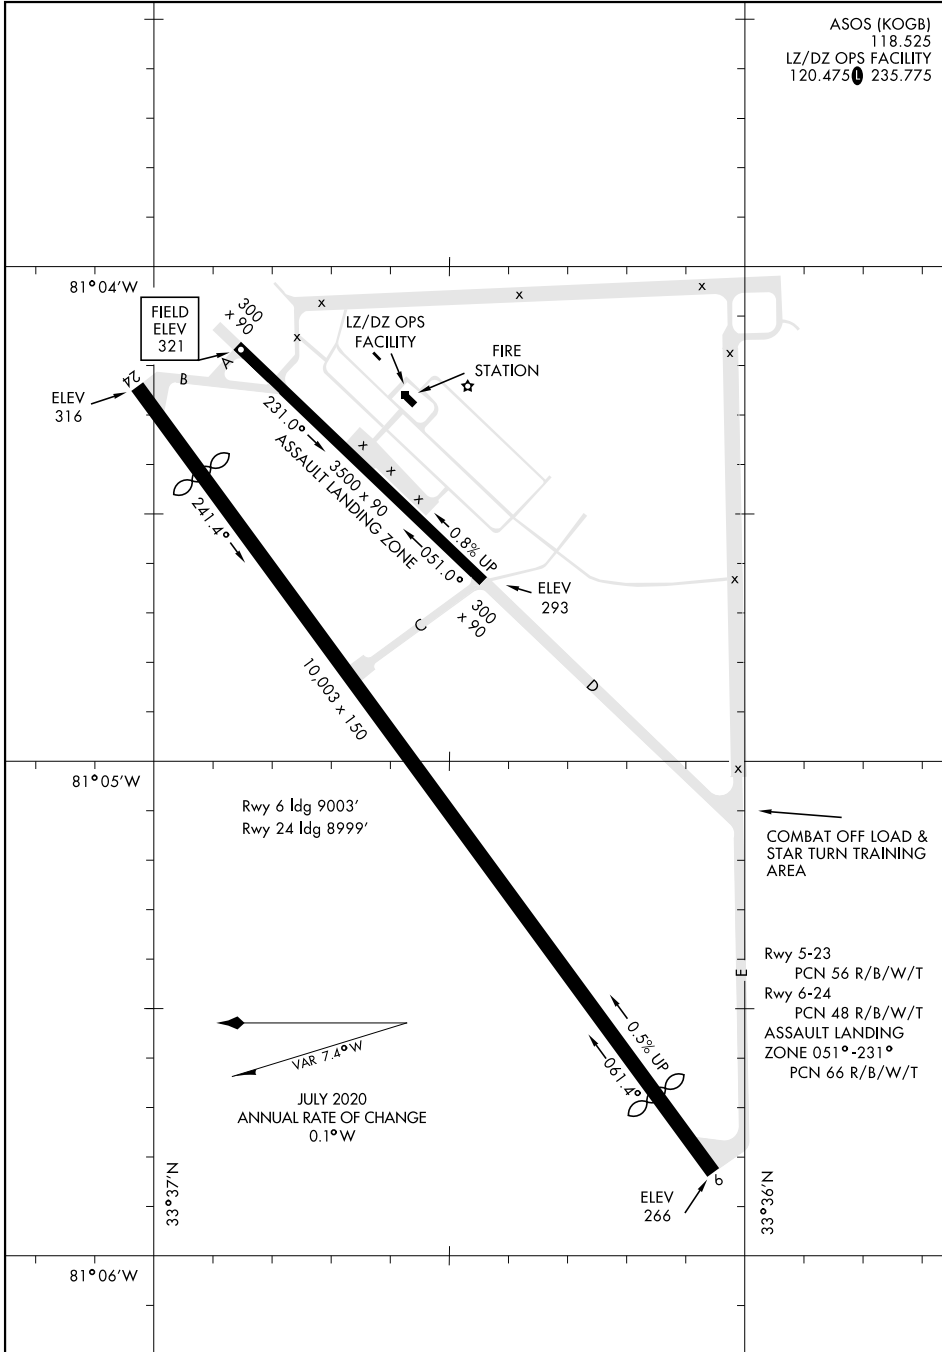 ASOS (KOGB)
118.525
LZ/DZ OPS FACILITY
120.475 L 235.775
81°04'W
FIELD
ELEV
321
300
x 90
LZ/DZ OPS
FACILITY
FIRE
STATION
A
B
24
ELEV
316
x
x
x
x
x
231.0°
3500 x 90
ASSAULT LANDING ZONE
x
x
x
241.4°
0.8% UP
051.0°
ELEV
293
300
x 90
x
C
D
10,003 x 150
x
81°05'W
Rwy 6 ldg 9003'
Rwy 24 ldg 8999'
COMBAT OFF LOAD &
STAR TURN TRAINING
AREA
E
Rwy 5-23
PCN 56 R/B/W/T
Rwy 6-24
PCN 48 R/B/W/T
ASSAULT LANDING
ZONE 051°-231°
PCN 66 R/B/W/T
0.5% UP
061.4°
VAR 7.4°W
JULY 2020
ANNUAL RATE OF CHANGE
0.1°W
33°37'N
33°36'N
6
ELEV
266
81°06'W